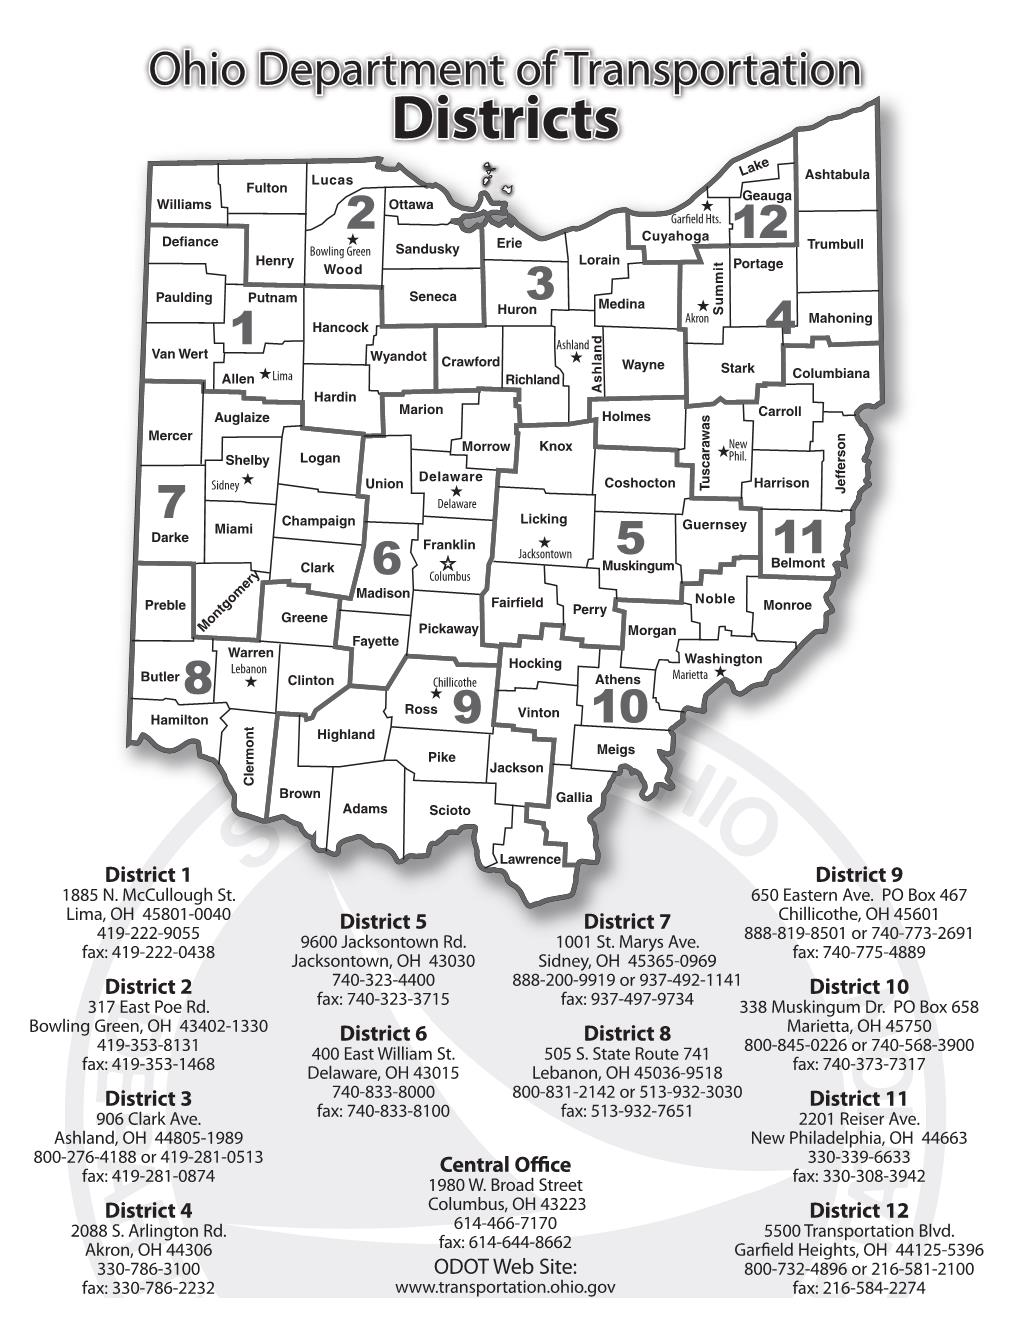 Ohio Department of Transportation
Districts
Lake
Ashtabula
Lucas
Fulton
Geauga
Williams
Ottawa
2
Garfield Hts.
12
Cuyahoga
Defiance
Bowling Green
Sandusky
Erie
Trumbull
Henry
Wood
Lorain
Portage
Summit
Paulding
Putnam
Seneca
3
Huron
Medina
Akron
4
Mahoning
1
Hancock
Van Wert
Wyandot
Crawford
Ashland
Ashland
Wayne
Stark
Columbiana
Allen
Lima
Richland
Hardin
Auglaize
Marion
Holmes
Carroll
Mercer
Morrow
Knox
Tuscarawas
New
Phil.
Jefferson
Logan
Shelby
Sidney
Union
Delaware
Delaware
Coshocton
Harrison
7
Darke
Miami
Champaign
Licking
Jacksontown
5
Muskingum
Guernsey
11
Belmont
6
Franklin
Columbus
Clark
Madison
Preble
Montgomery
Greene
Fairfield
Perry
Noble
Monroe
Pickaway
Morgan
Fayette
Warren
Lebanon
Hocking
Washington
Marietta
Butler
8
Clinton
Chillicothe
Ross
9
Athens
10
Vinton
Hamilton
Clermont
Highland
Pike
Jackson
Meigs
Brown
Adams
Scioto
Gallia
Lawrence
District 1
1885 N. McCullough St.
Lima, OH 45801-0040
419-222-9055
fax: 419-222-0438
District 2
317 East Poe Rd.
Bowling Green, OH 43402-1330
419-353-8131
fax: 419-353-1468
District 3
906 Clark Ave.
Ashland, OH 44805-1989
800-276-4188 or 419-281-0513
fax: 419-281-0874
District 4
2088 S. Arlington Rd.
Akron, OH 44306
330-786-3100
fax: 330-786-2232
District 5
9600 Jacksontown Rd.
Jacksontown, OH 43030
740-323-4400
fax: 740-323-3715
District 6
400 East William St.
Delaware, OH 43015
740-833-8000
fax: 740-833-8100
District 7
1001 St. Marys Ave.
Sidney, OH 45365-0969
888-200-9919 or 937-492-1141
fax: 937-497-9734
District 8
505 S. State Route 741
Lebanon, OH 45036-9518
800-831-2142 or 513-932-3030
fax: 513-932-7651
Central Office
1980 W. Broad Street
Columbus, OH 43223
614-466-7170
fax: 614-644-8662
ODOT Web Site:
www.transportation.ohio.gov
District 9
650 Eastern Ave. PO Box 467
Chillicothe, OH 45601
888-819-8501 or 740-773-2691
fax: 740-775-4889
District 10
338 Muskingum Dr. PO Box 658
Marietta, OH 45750
800-845-0226 or 740-568-3900
fax: 740-373-7317
District 11
2201 Reiser Ave.
New Philadelphia, OH 44663
330-339-6633
fax: 330-308-3942
District 12
5500 Transportation Blvd.
Garfield Heights, OH 44125-5396
800-732-4896 or 216-581-2100
fax: 216-584-2274